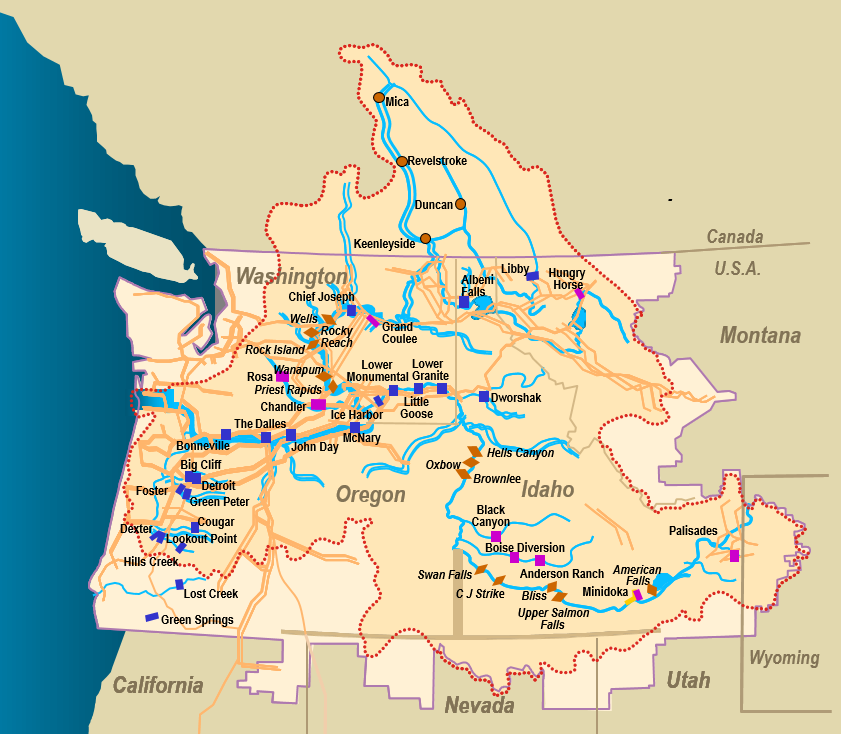 Mica
Revelstroke
Duncan
Keenleyside
Canada
U.S.A.
Washington
Libby
Hungry
Horse
Albeni
Falls
Chief Joseph
Wells
Rocky
Reach
Grand
Coulee
Montana
Rock Island
Wanapum
Rosa
Priest Rapids
Lower
Monumental
Lower
Granite
Chandler
Ice Harbor
Little
Goose
Dworshak
The Dalles
Bonneville
John Day
McNary
Hells Canyon
Oxbow
Brownlee
Big Cliff
Detroit
Foster
Green Peter
Oregon
Idaho
Black
Canyon
Dexter
Cougar
Lookout Point
Hills Creek
Palisades
Boise Diversion
Swan Falls
Anderson Ranch
American
Falls
C J Strike
Bliss
Minidoka
Upper Salmon
Falls
Lost Creek
Green Springs
Wyoming
California
Nevada
Utah